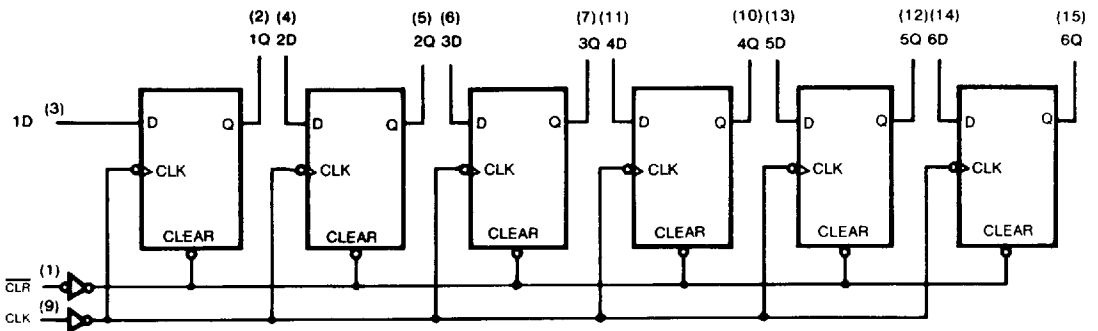 (2) (4) (5) (6) (7) (11) (10) (13) (12) (14) (15)
1Q 2D 2Q 3D 3Q 4D 4Q 5D 5Q 6D 6Q
1D (3)
D Q D Q D Q D Q D Q D Q
CLK CLK CLK CLK CLK CLK
CLEAR CLEAR CLEAR CLEAR CLEAR CLEAR
CLR (1)
CLK (9)